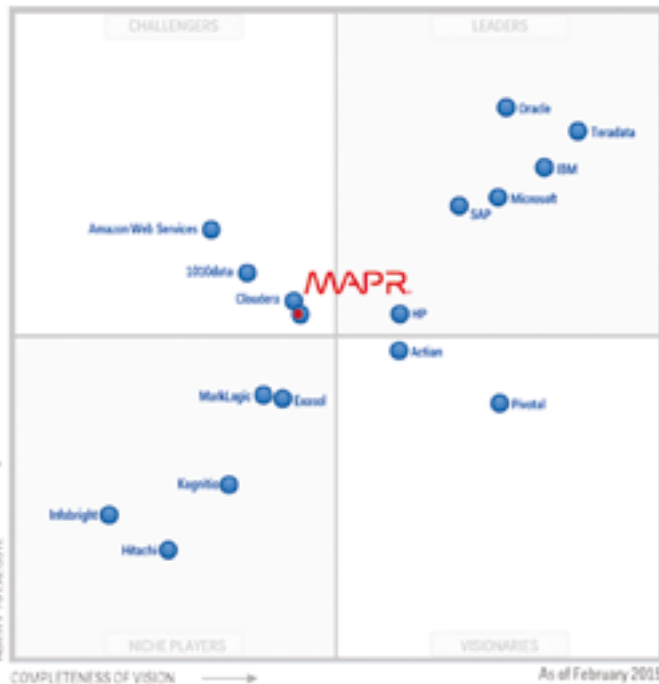 CHALLENGERS
LEADERS
Oracle
Teradata
IBM
Microsoft
SAP
Amazon Web Services
1010data
MAPR
Cloudera
HP
Actian
MarkLogic
Exasol
Pivotal
Kognitio
Infobright
Hitachi
NICHE PLAYERS
VISIONARIES
COMPLETENESS OF VISION
As of February 2015